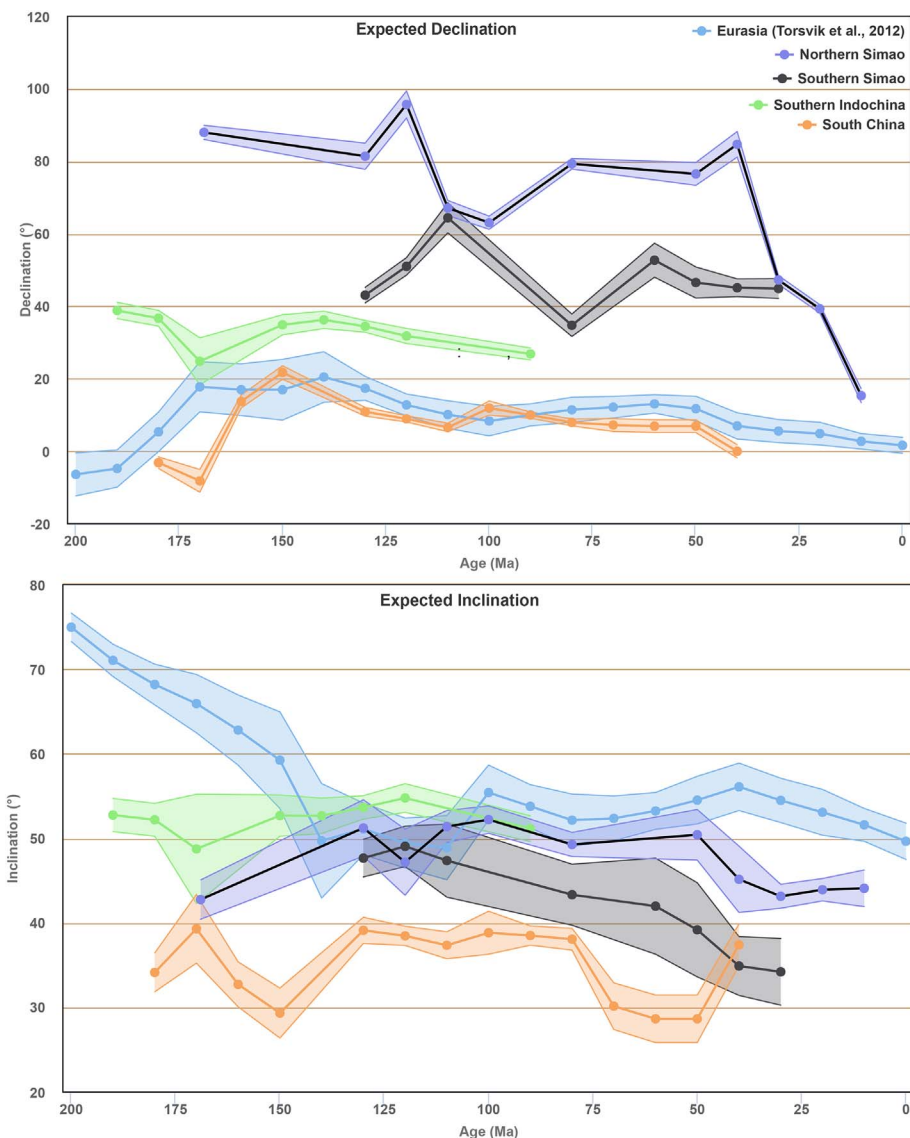 Expected Declination
Eurasia (Torsvik et al., 2012)
Northern Simao
Southern Simao
Southern Indochina
South China
120
100
80
60
40
20
0
-20
Declination (°)
200 175 150 125 100 75 50 25 0
Age (Ma)
Expected Inclination
80
70
60
50
40
30
20
Inclination (°)
200 175 150 125 100 75 50 25 0
Age (Ma)